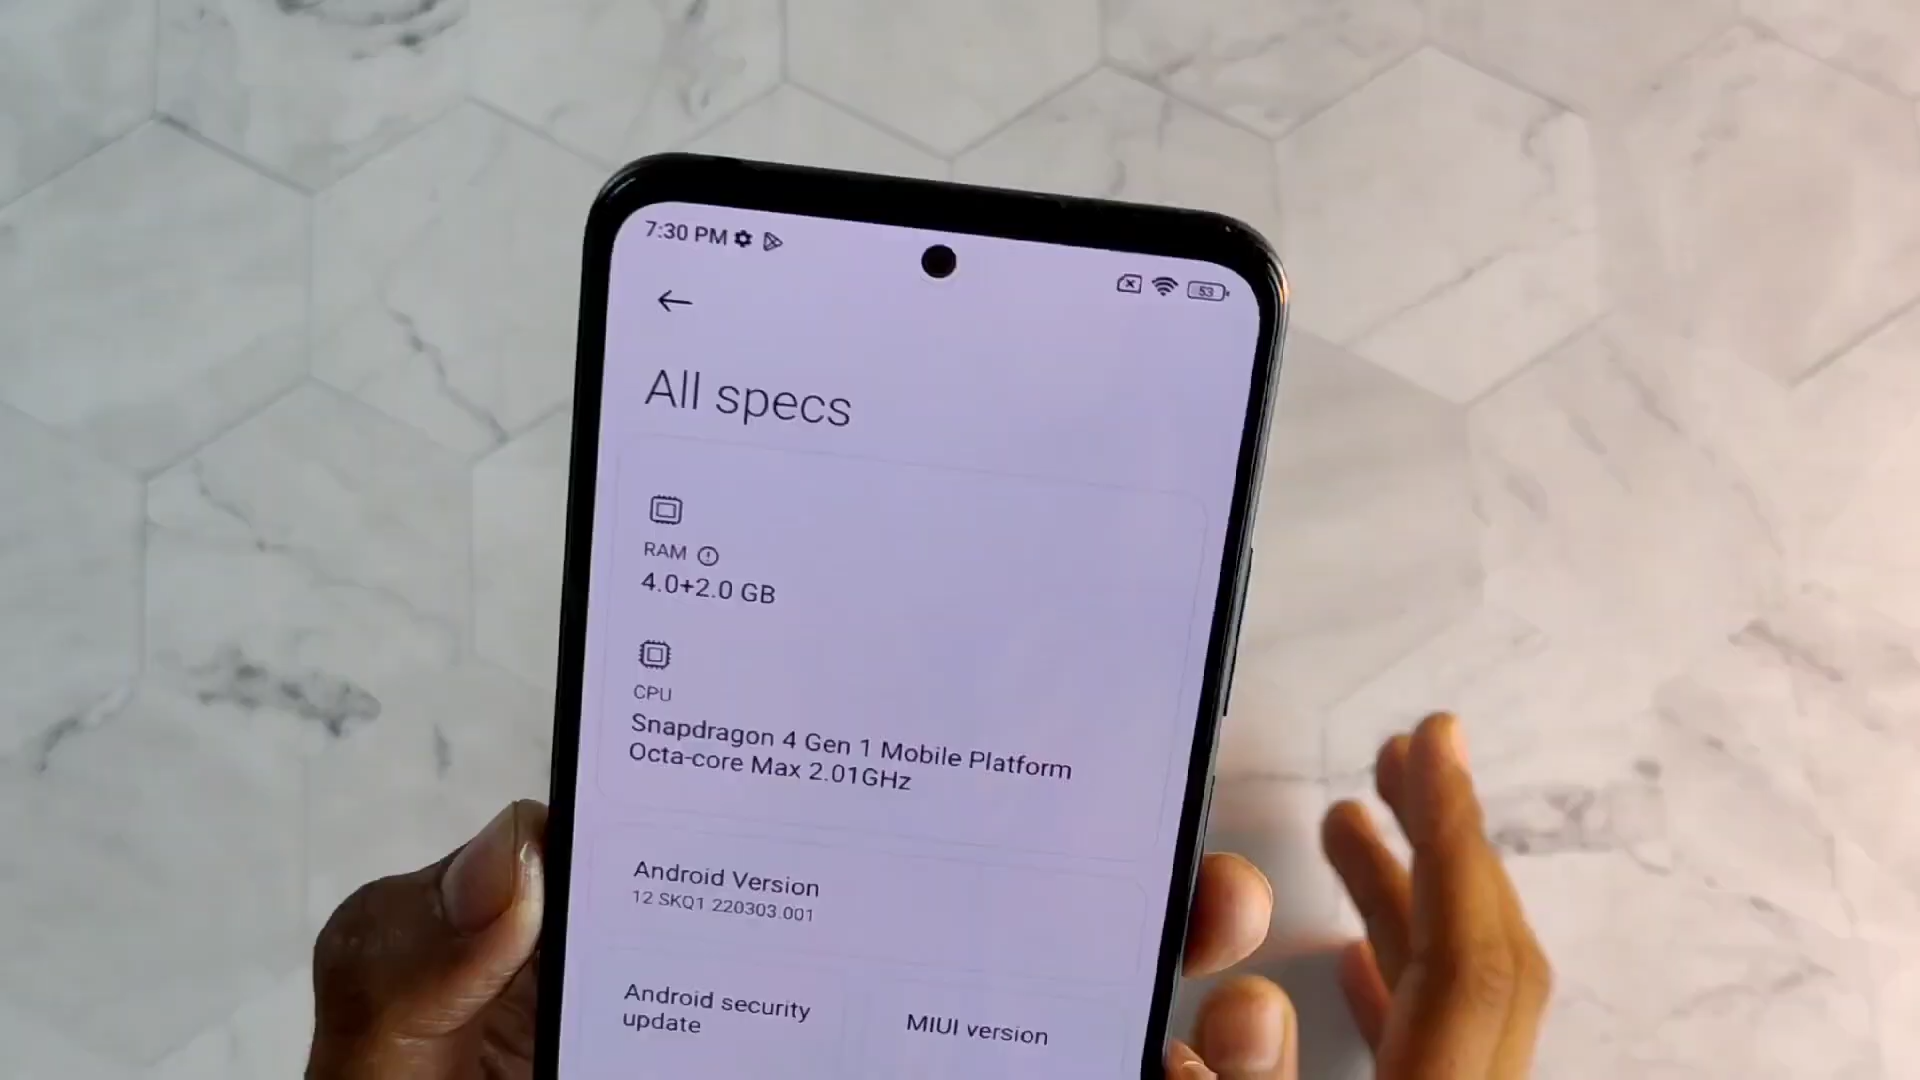 7:30 PM
53
All specs
RAM
4.0+2.0 GB
CPU
Snapdragon 4 Gen 1 Mobile Platform
Octa-core Max 2.01GHz
Android Version
12 SKQ1.220303.001
Android security
update
MIUI version